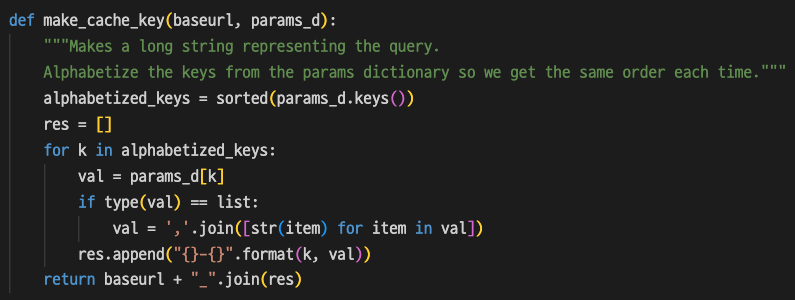 def make_cache_key(baseurl, params_d):
    """Makes a long string representing the query.
    Alphabetize the keys from the params dictionary so we get the same order each time."""
    alphabetized_keys = sorted(params_d.keys())
    res = []
    for k in alphabetized_keys:
        val = params_d[k]
        if type(val) == list:
            val = ','.join([str(item) for item in val])
        res.append("{}-{}".format(k, val))
    return baseurl + "_".join(res)